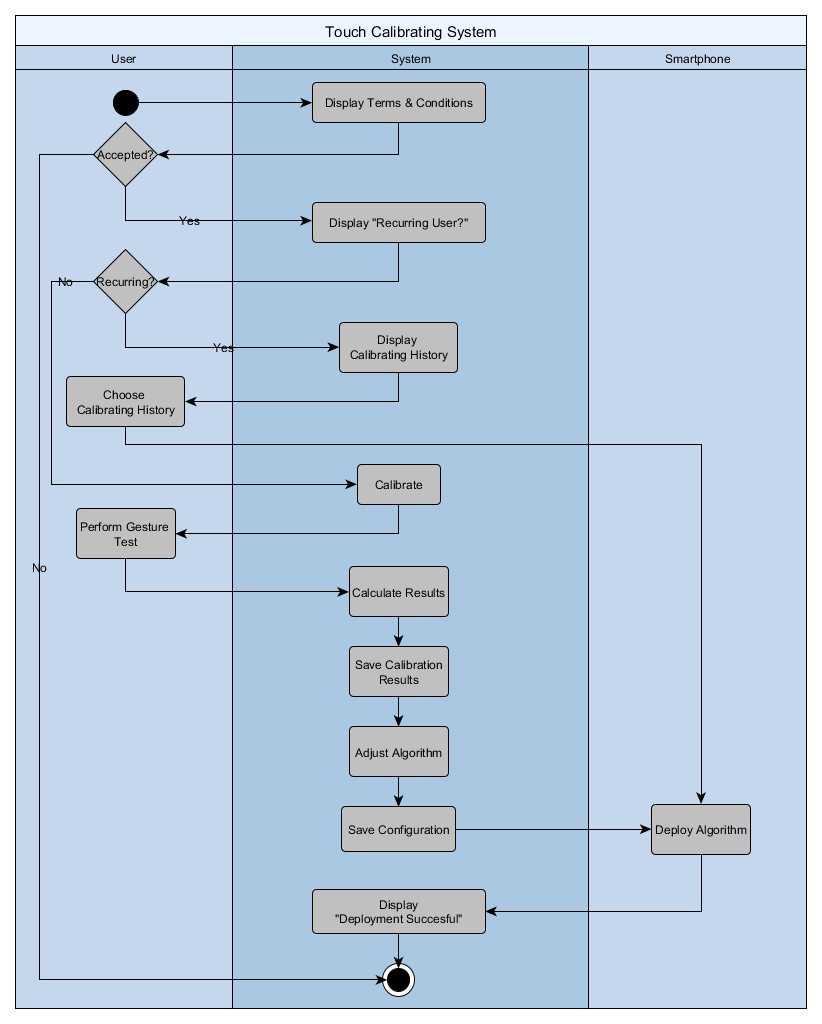 Touch Calibrating System
User
System
Smartphone
Display Terms & Conditions
Accepted?
Yes
Display "Recurring User?"
No
Recurring?
Yes
Display
Calibrating History
Choose
Calibrating History
Calibrate
Perform Gesture
Test
No
Calculate Results
Save Calibration
Results
Adjust Algorithm
Save Configuration
Deploy Algorithm
Display
"Deployment Succesful"